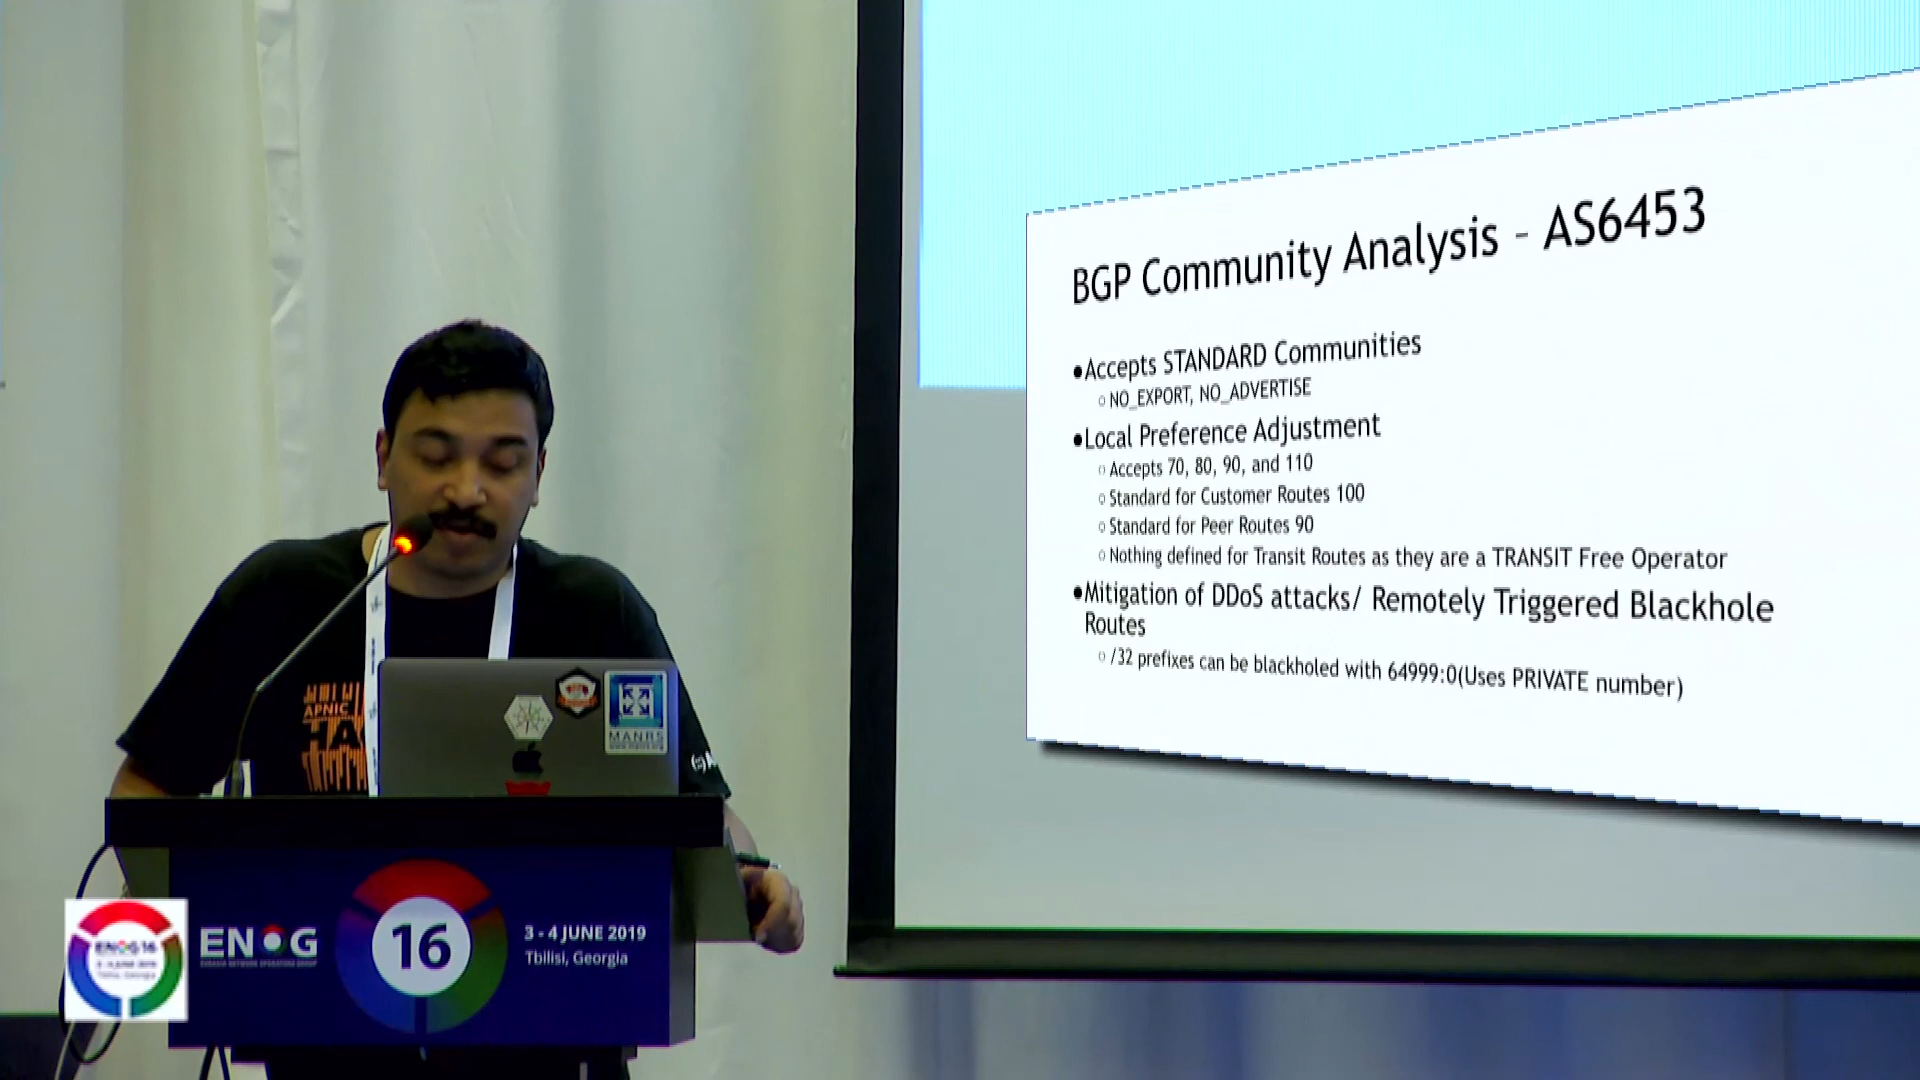 BGP Community Analysis - AS6453
●Accepts STANDARD Communities
○ NO_EXPORT, NO_ADVERTISE
●Local Preference Adjustment
○ Accepts 70, 80, 90, and 110
○ Standard for Customer Routes 100
○ Standard for Peer Routes 90
○ Nothing defined for Transit Routes as they are a TRANSIT Free Operator
●Mitigation of DDoS attacks/ Remotely Triggered Blackhole
Routes
○ /32 prefixes can be blackholed with 64999:0(Uses PRIVATE number)
APNIC
HA
MANRS
ENOG
16
3 - 4 JUNE 2019
Tbilisi, Georgia
ENOG 16